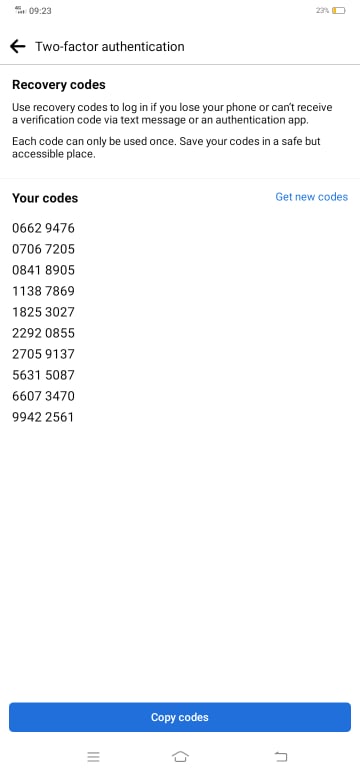 09:23
23%
Two-factor authentication
Recovery codes
Use recovery codes to log in if you lose your phone or can't receive
a verification code via text message or an authentication app.
Each code can only be used once. Save your codes in a safe but
accessible place.
Your codes
Get new codes
0662 9476
0706 7205
0841 8905
1138 7869
1825 3027
2292 0855
2705 9137
5631 5087
6607 3470
9942 2561
Copy codes